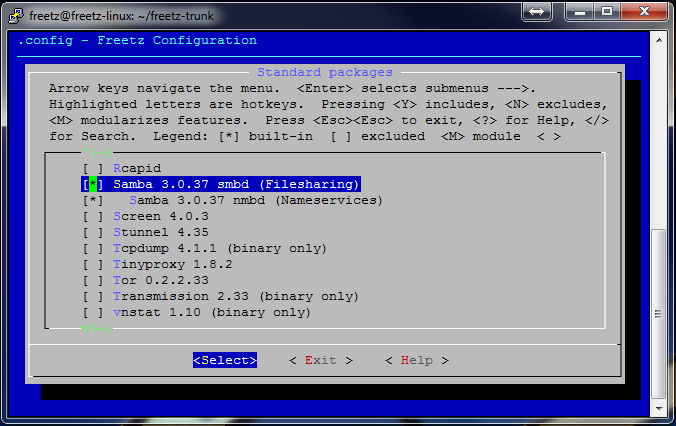 freetz@freetz-linux: ~/freetz-trunk
.config - Freetz Configuration
Standard packages
Arrow keys navigate the menu.  <Enter> selects submenus --->.
Highlighted letters are hotkeys.  Pressing <Y> includes, <N> excludes,
<M> modularizes features.  Press <Esc><Esc> to exit, <?> for Help, </>
for Search.  Legend: [*] built-in  [ ] excluded  <M> module  < >
^(-)
[ ] Rcapid
[*] Samba 3.0.37 smbd (Filesharing)
[*]   Samba 3.0.37 nmbd (Nameservices)
[ ] Screen 4.0.3
[ ] Stunnel 4.35
[ ] Tcpdump 4.1.1 (binary only)
[ ] Tinyproxy 1.8.2
[ ] Tor 0.2.2.33
[ ] Transmission 2.33 (binary only)
[ ] vnstat 1.10 (binary only)
v(+)
<Select>    < Exit >    < Help >